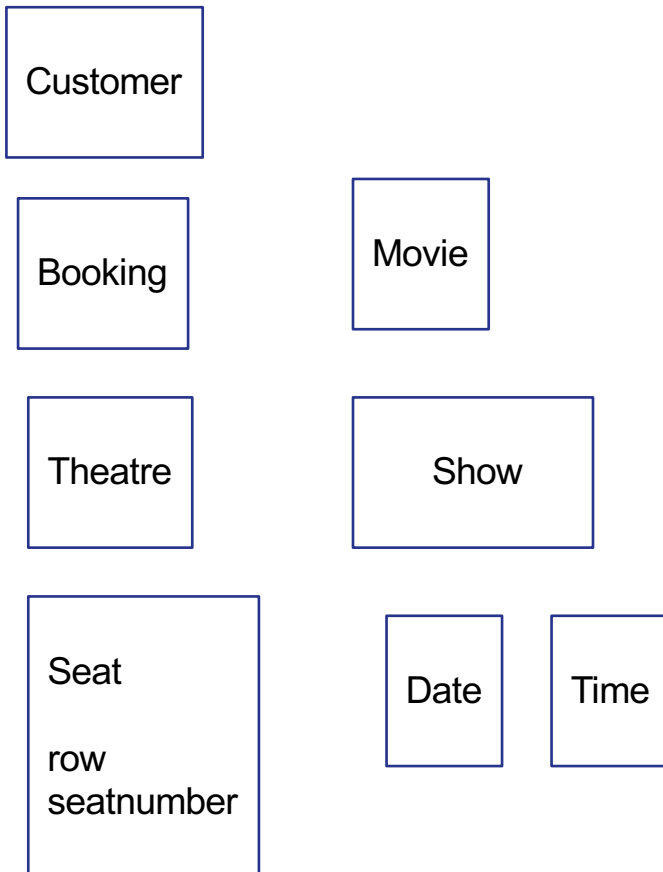 Customer
Booking
Movie
Theatre
Show
Seat
row
seatnumber
Date
Time